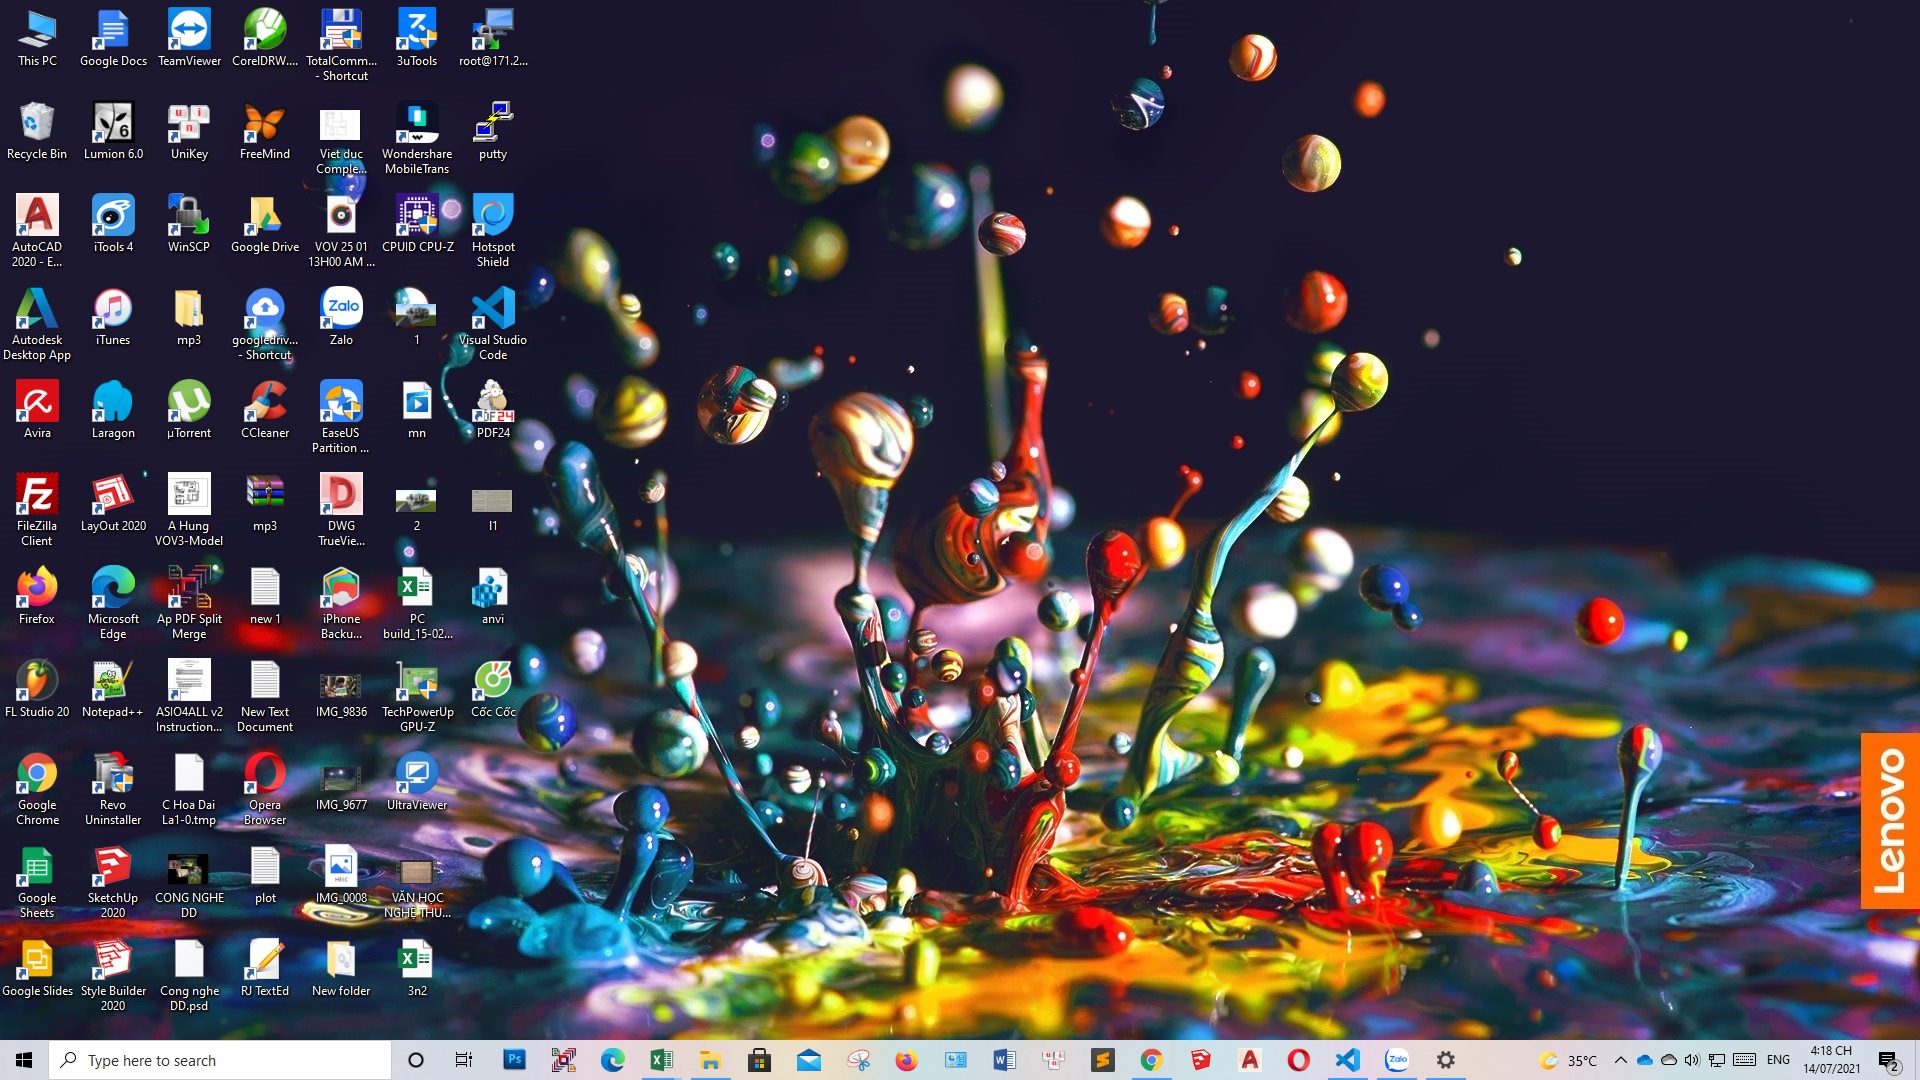 This PC
Google Docs
TeamViewer
CorelDRW....
TotalComm...
- Shortcut
3uTools
root@171.2...
Recycle Bin
Lumion 6.0
UniKey
FreeMind
Viet duc
Comple...
Wondershare
MobileTrans
putty
AutoCAD
2020 - E...
iTools 4
WinSCP
Google Drive
VOV 25 01
13H00 AM ...
CPUID CPU-Z
Hotspot
Shield
Autodesk
Desktop App
iTunes
mp3
googledriv...
- Shortcut
Zalo
Zalo
1
Visual Studio
Code
Avira
Laragon
µTorrent
CCleaner
EaseUS
Partition ...
mn
PDF24
FileZilla
Client
LayOut 2020
A Hung
VOV3-Model
mp3
DWG
TrueVie...
2
l1
Firefox
Microsoft
Edge
Ap PDF Split
Merge
new 1
iPhone
Backu...
PC
build_15-02...
anvi
FL Studio 20
Notepad++
ASIO4ALL v2
Instruction...
New Text
Document
IMG_9836
TechPowerUp
GPU-Z
Cốc Cốc
Google
Chrome
Revo
Uninstaller
C Hoa Dai
La1-0.tmp
Opera
Browser
IMG_9677
UltraViewer
Google
Sheets
SketchUp
2020
CONG NGHE
DD
plot
HEIC
IMG_0008
VĂN HỌC
NGHỆ THU...
Google Slides
Style Builder
2020
Cong nghe
DD.psd
RJ TextEd
New folder
3n2
Lenovo
Type here to search
Ps
Zalo
35°C
ENG
4:18 CH
14/07/2021
2